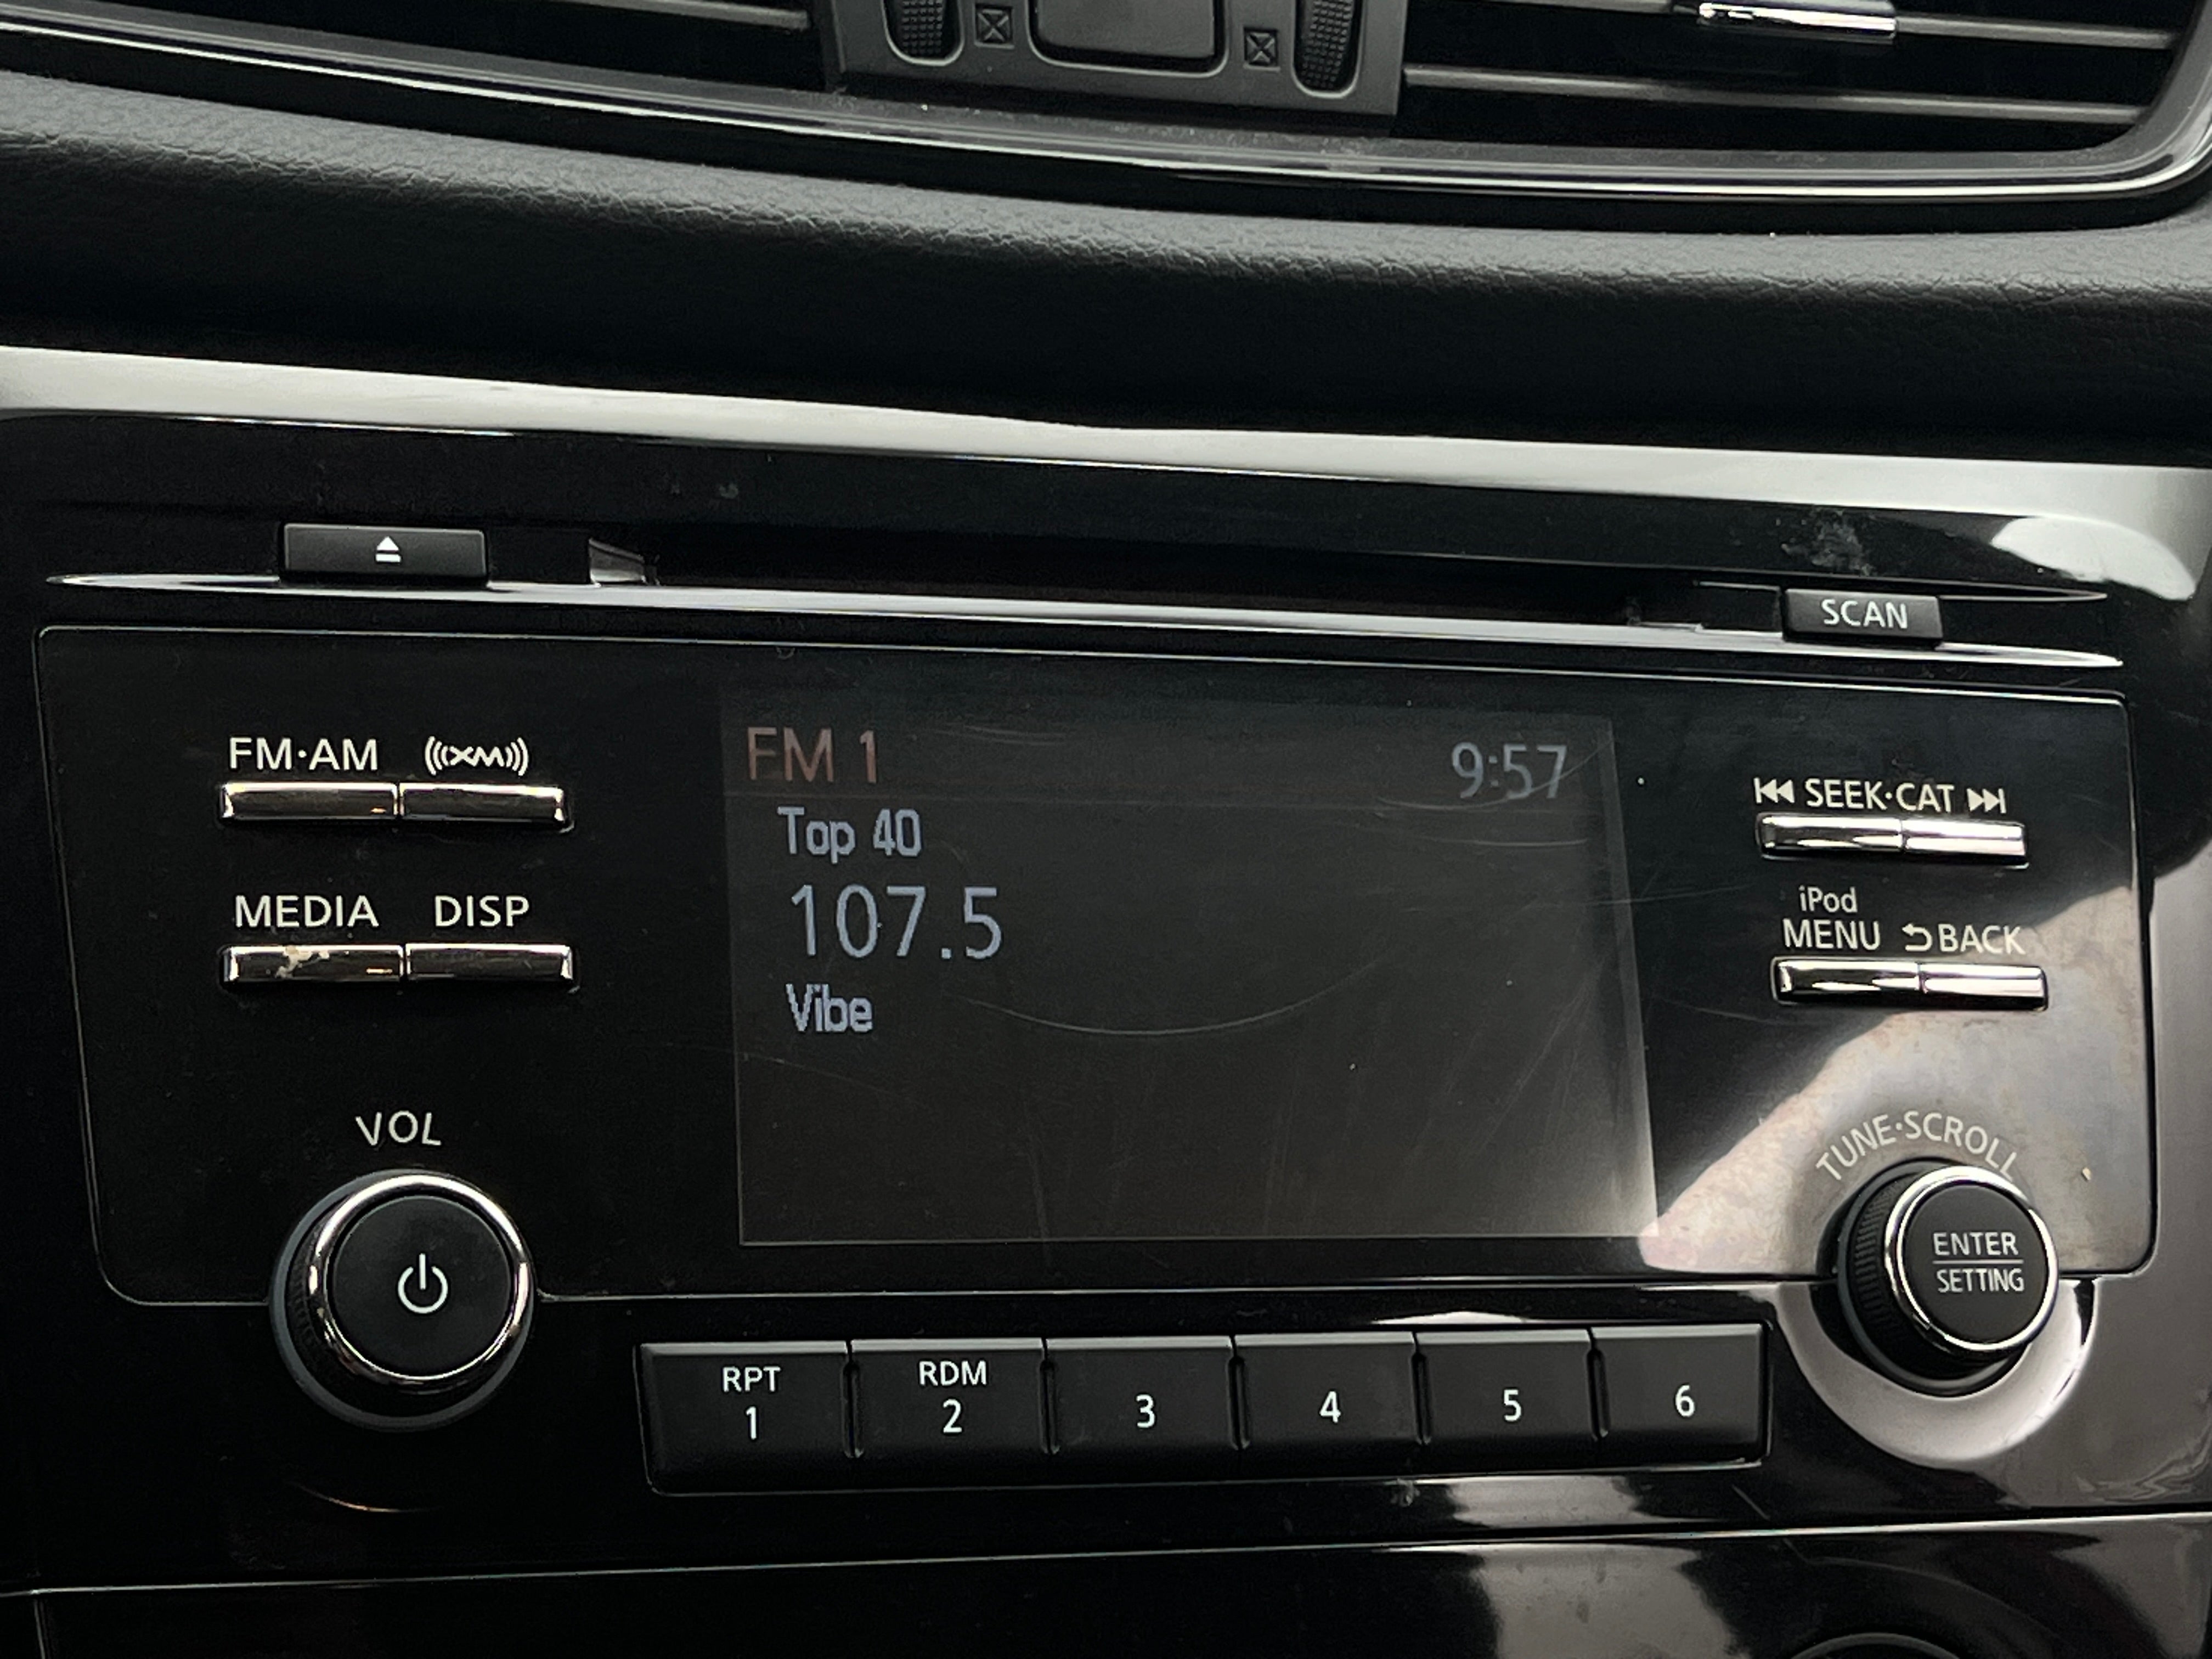 SCAN
FM·AM
XM
FM 1
9:57
SEEK·CAT
Top 40
107.5
iPod
MENU
BACK
MEDIA
DISP
Vibe
VOL
TUNE·SCROLL
ENTER
SETTING
RPT
1
RDM
2
3
4
5
6